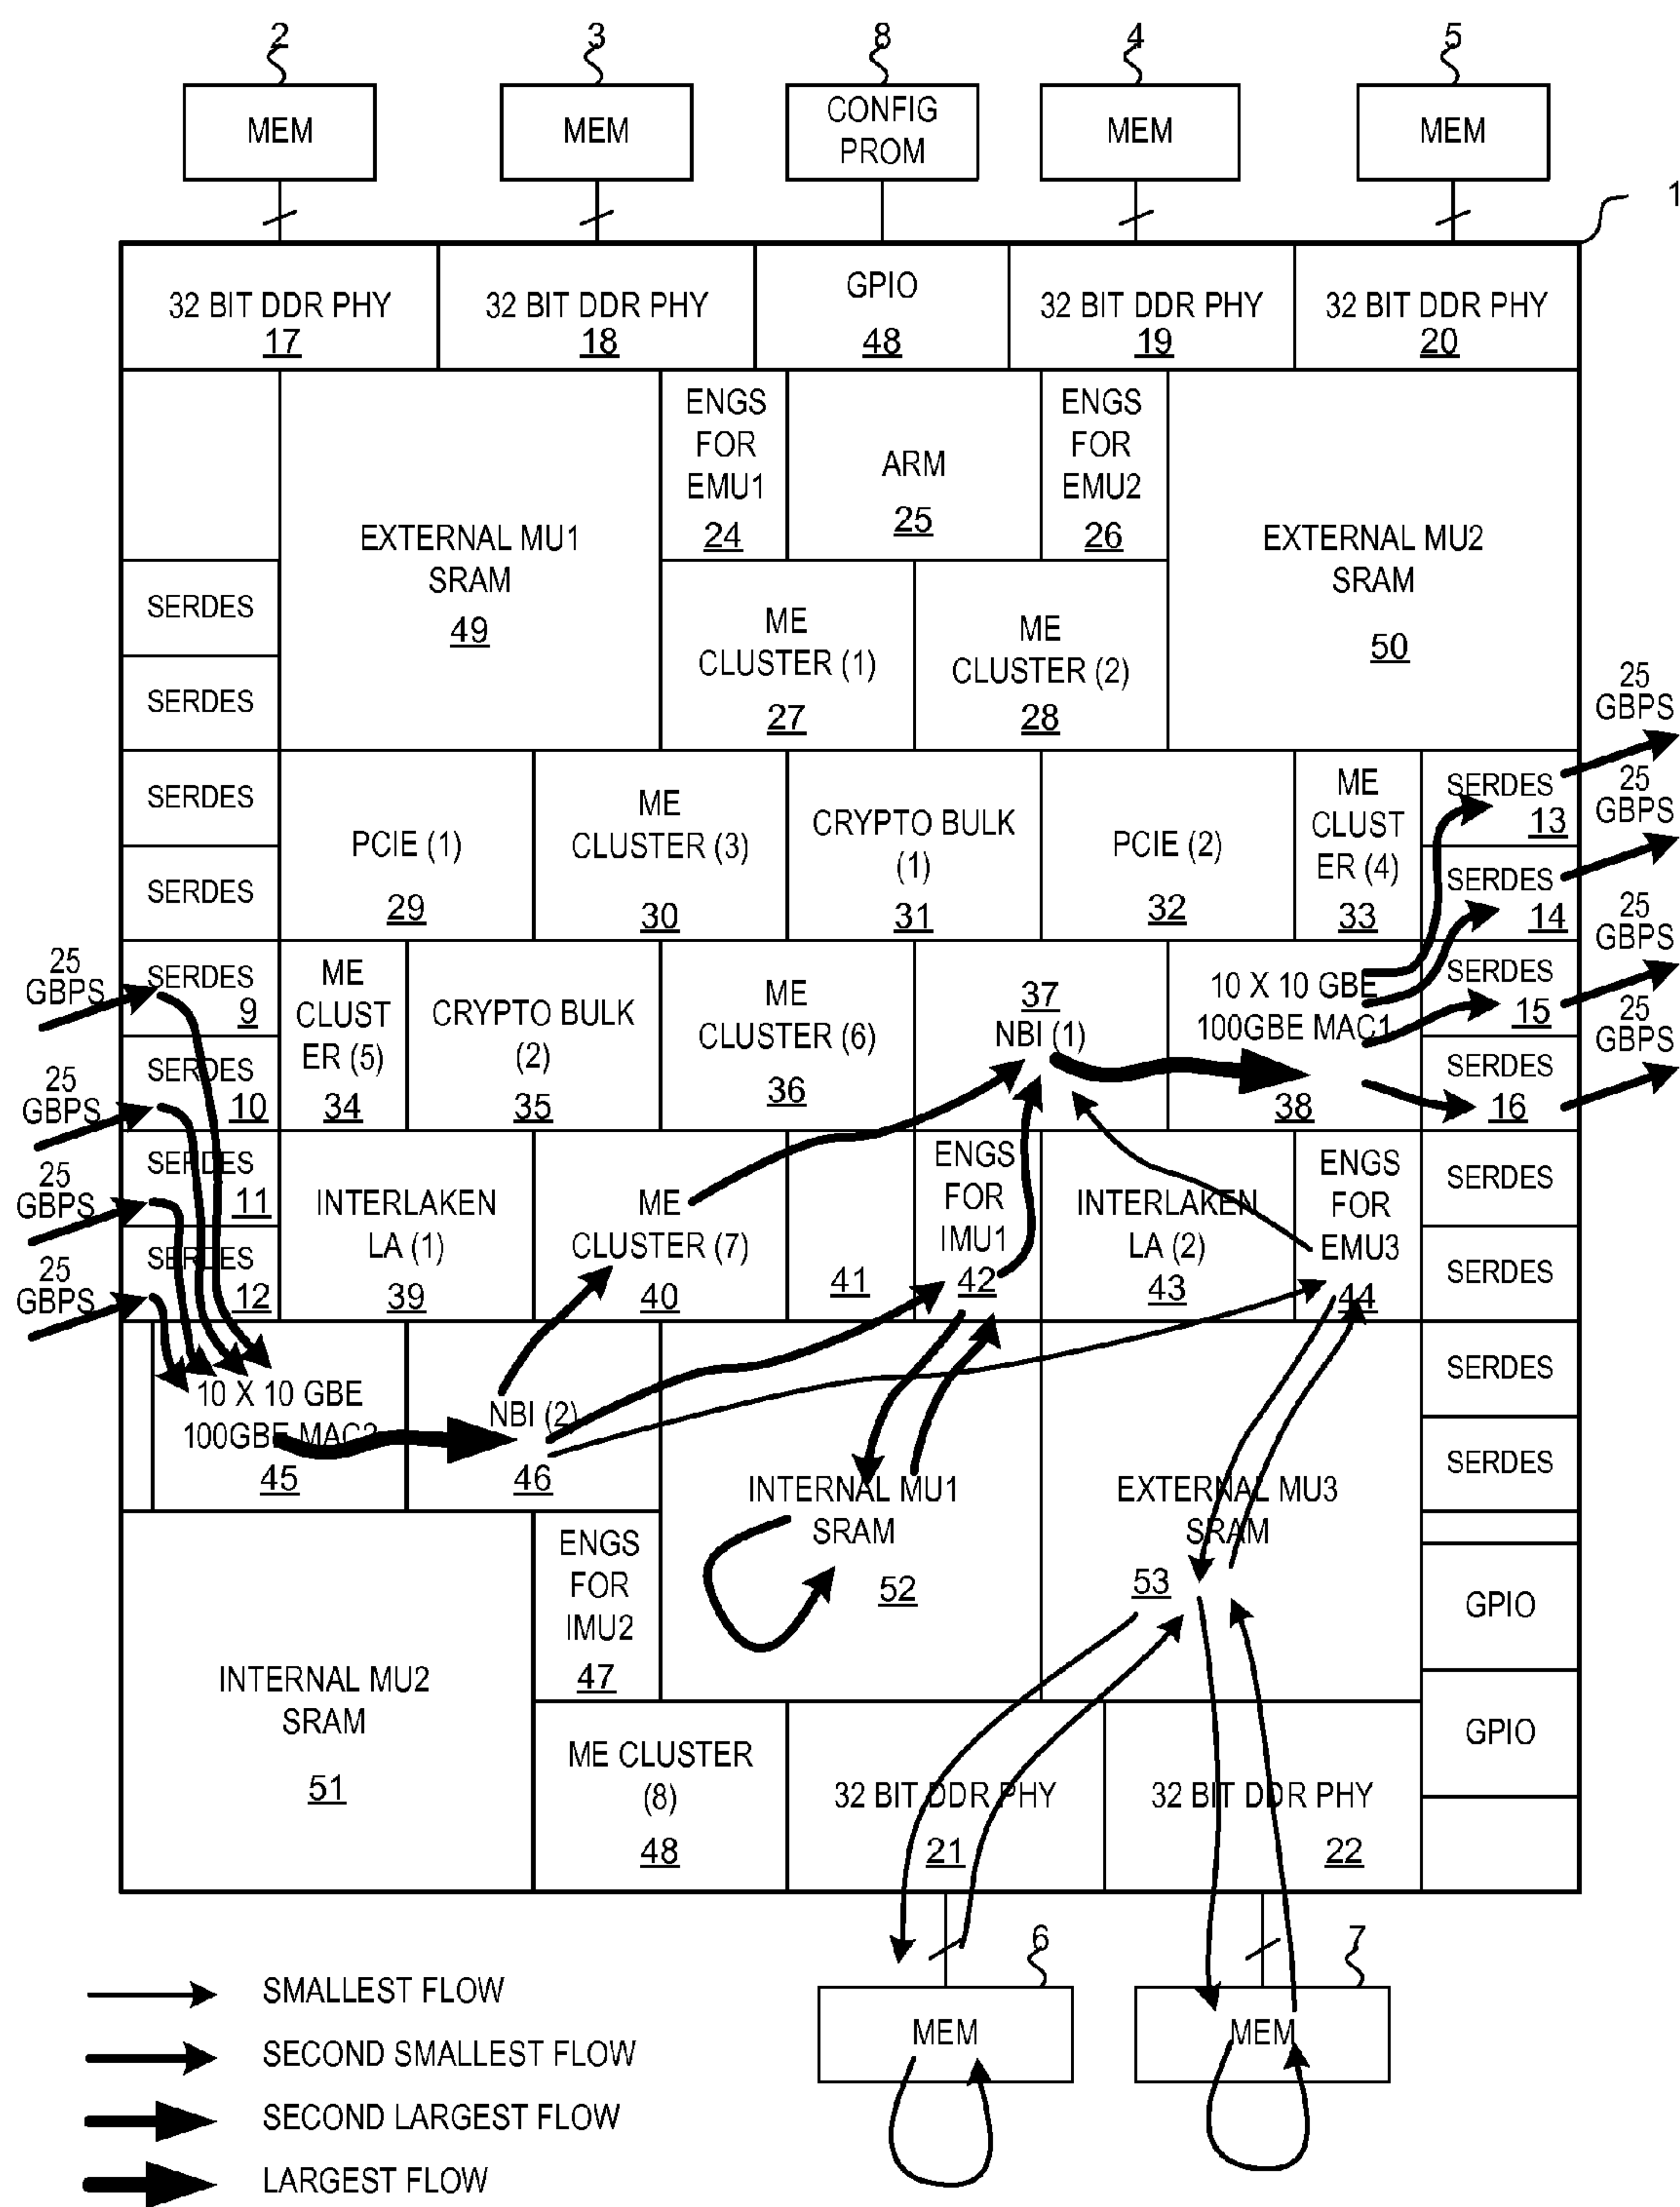 2
3
8
4
5
MEM
MEM
CONFIG
PROM
MEM
MEM
1
32 BIT DDR PHY
17
32 BIT DDR PHY
18
GPIO
48
32 BIT DDR PHY
19
32 BIT DDR PHY
20
EXTERNAL MU1
SRAM
49
ENGS
FOR
EMU1
24
ARM
25
ENGS
FOR
EMU2
26
EXTERNAL MU2
SRAM
50
SERDES
SERDES
ME
CLUSTER (1)
27
ME
CLUSTER (2)
28
25
GBPS
25
GBPS
25
GBPS
25
GBPS
SERDES
SERDES
PCIE (1)
29
ME
CLUSTER (3)
30
CRYPTO BULK
(1)
31
PCIE (2)
32
ME
CLUST
ER (4)
33
SERDES
13
SERDES
14
25
GBPS
25
GBPS
25
GBPS
25
GBPS
SERDES
9
SERDES
10
ME
CLUST
ER (5)
34
CRYPTO BULK
(2)
35
ME
CLUSTER (6)
36
37
NBI (1)
10 X 10 GBE
100GBE MAC1
38
SERDES
15
SERDES
16
SERDES
11
SERDES
12
INTERLAKEN
LA (1)
39
ME
CLUSTER (7)
40
41
ENGS
FOR
IMU1
42
INTERLAKEN
LA (2)
43
ENGS
FOR
EMU3
44
SERDES
SERDES
10 X 10 GBE
100GBE MAC2
45
NBI (2)
46
INTERNAL MU1
SRAM
52
EXTERNAL MU3
SRAM
53
SERDES
SERDES
INTERNAL MU2
SRAM
51
ENGS
FOR
IMU2
47
GPIO
GPIO
ME CLUSTER
(8)
48
32 BIT DDR PHY
21
32 BIT DDR PHY
22
6
7
MEM
MEM
SMALLEST FLOW
SECOND SMALLEST FLOW
SECOND LARGEST FLOW
LARGEST FLOW